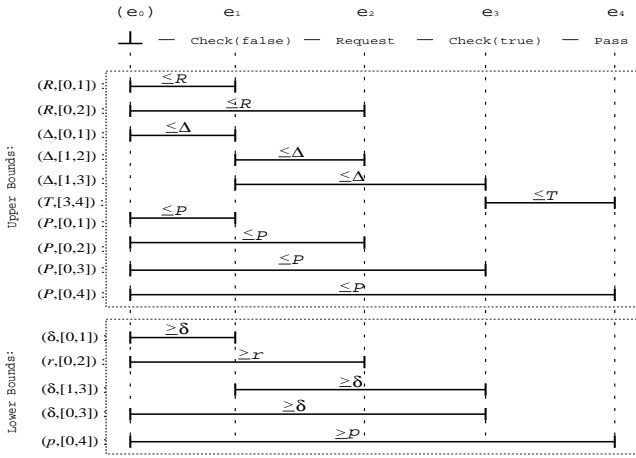 (e₀) e₁ e₂ e₃ e₄
⊥ — Check(false) — Request — Check(true) — Pass
Upper Bounds:
(R,[0,1]) : ≤R
(R,[0,2]) : ≤R
(Δ,[0,1]) : ≤Δ
(Δ,[1,2]) : ≤Δ
(Δ,[1,3]) : ≤Δ
(T,[3,4]) : ≤T
(P,[0,1]) : ≤P
(P,[0,2]) : ≤P
(P,[0,3]) : ≤P
(P,[0,4]) : ≤P
Lower Bounds:
(δ,[0,1]) : ≥δ
(r,[0,2]) : ≥r
(δ,[1,3]) : ≥δ
(δ,[0,3]) : ≥δ
(p,[0,4]) : ≥p